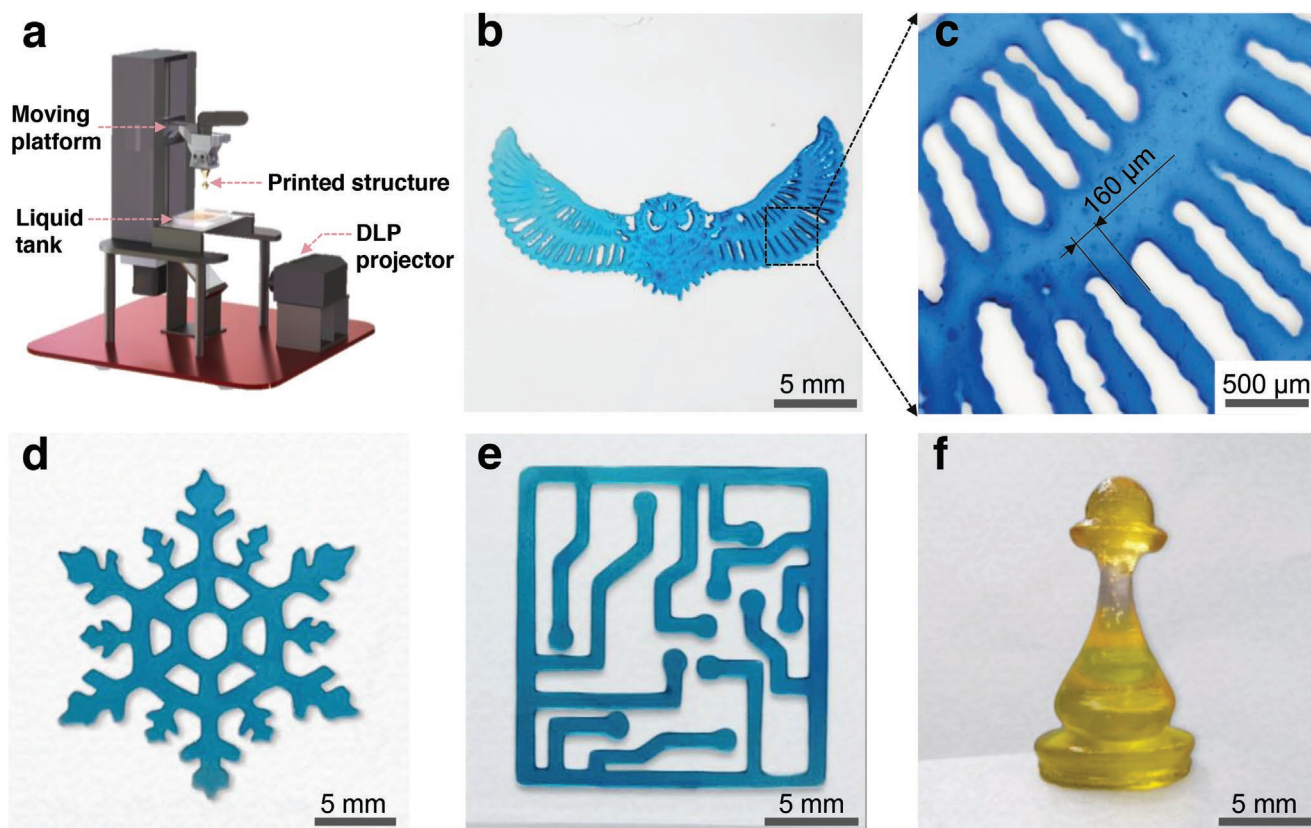 a
Moving
platform
Printed structure
Liquid
tank
DLP
projector
b
5 mm
c
160 µm
500 µm
d
5 mm
e
5 mm
f
5 mm